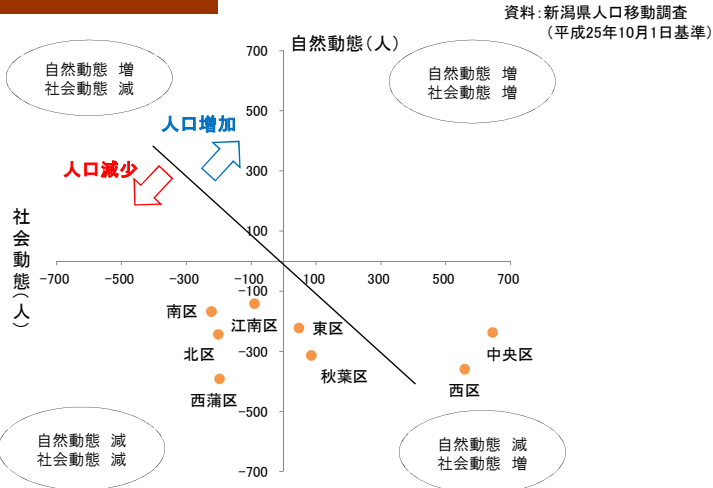 資料：新潟県人口移動調査
（平成25年10月1日基準）
自然動態（人）
自然動態 増
社会動態 減
自然動態 増
社会動態 増
人口増加
人口減少
社会動態（人）
700
500
300
100
-100
-300
-500
-700
-700 -500 -300 -100 100 300 500 700
南区
江南区
東区
北区
中央区
秋葉区
西区
西蒲区
自然動態 減
社会動態 減
自然動態 減
社会動態 増